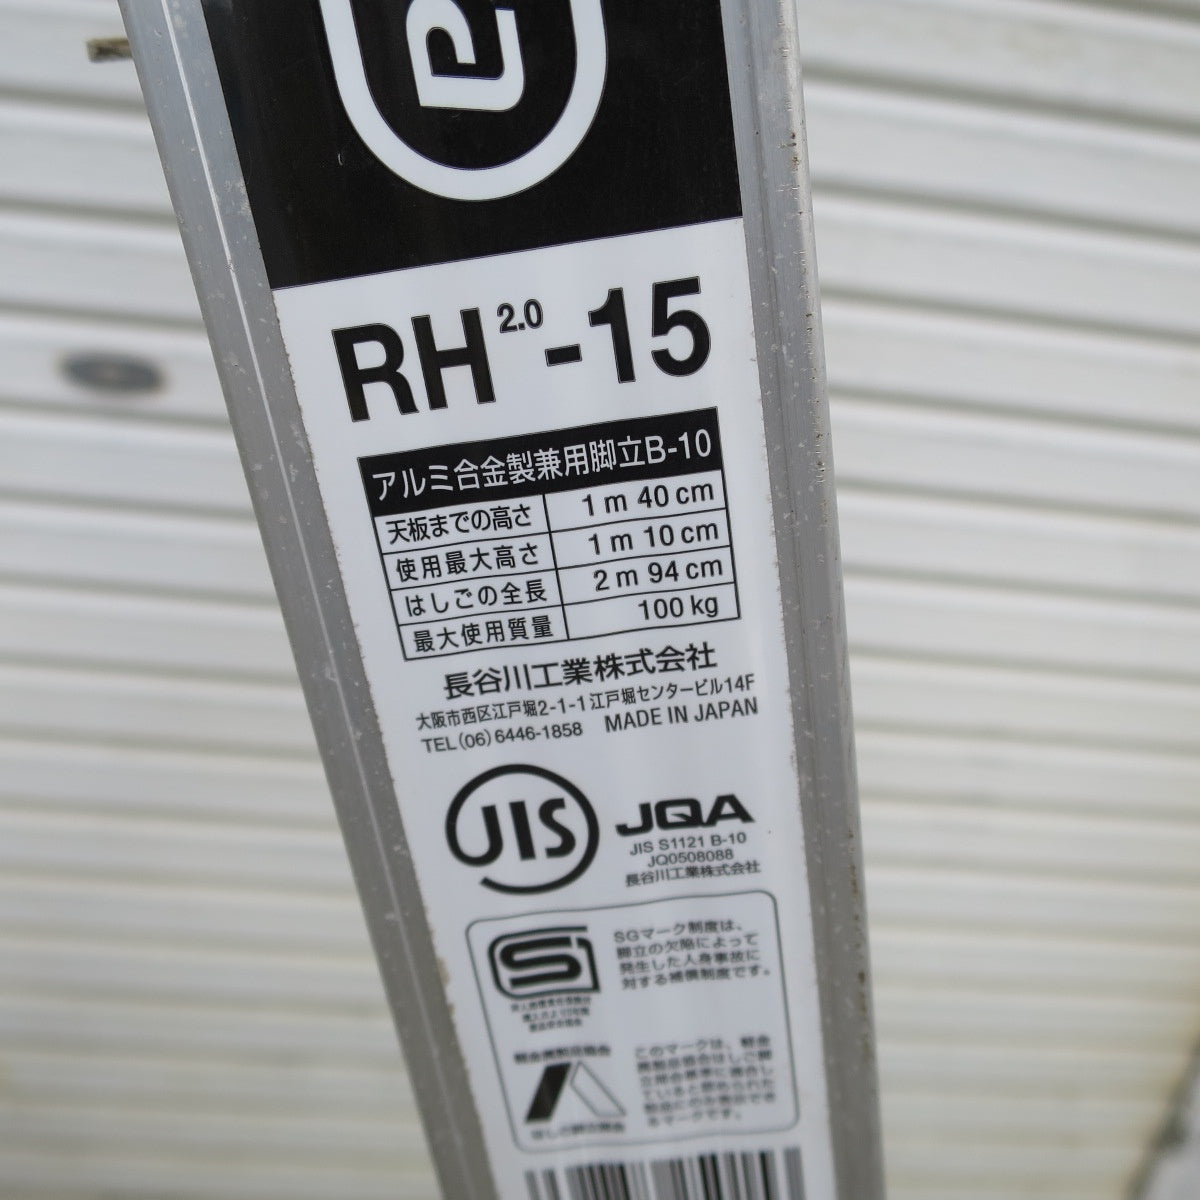 RH2.0-15
アルミ合金製兼用脚立B-10
天板までの高さ 1m 40cm
使用最大高さ 1m 10cm
はしごの全長 2m 94cm
最大使用質量 100kg
長谷川工業株式会社
大阪市西区江戸堀2-1-1江戸堀センタービル14F
TEL(06)6446-1858 MADE IN JAPAN
JIS
JQA
JIS S1121 B-10
JQ0508088
長谷川工業株式会社
SGマーク制度は、
脚立の欠陥によって
発生した人身事故に
対する補償制度です。
このマークは、軽金